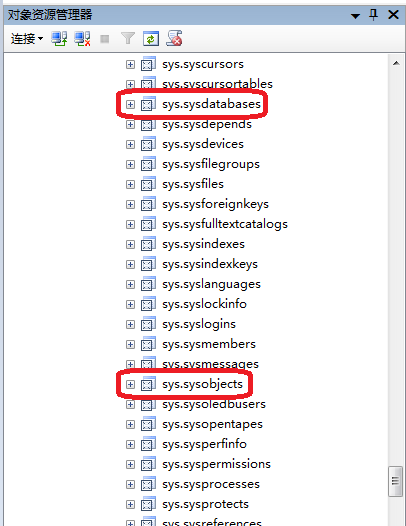 对象资源管理器
连接
sys.syscursors
sys.syscursortables
sys.sysdatabases
sys.sysdepends
sys.sysdevices
sys.sysfilegroups
sys.sysfiles
sys.sysforeignkeys
sys.sysfulltextcatalogs
sys.sysindexes
sys.sysindexkeys
sys.syslanguages
sys.syslockinfo
sys.syslogins
sys.sysmembers
sys.sysmessages
sys.sysobjects
sys.sysoledbusers
sys.sysopentapes
sys.sysperfinfo
sys.syspermissions
sys.sysprocesses
sys.sysprotects
sys.sysreferences